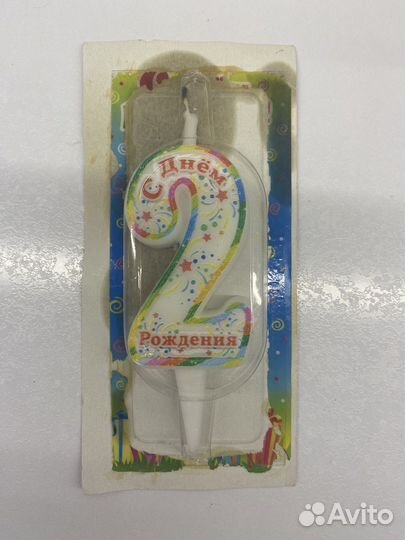 С Днём
2
Рождения
Avito